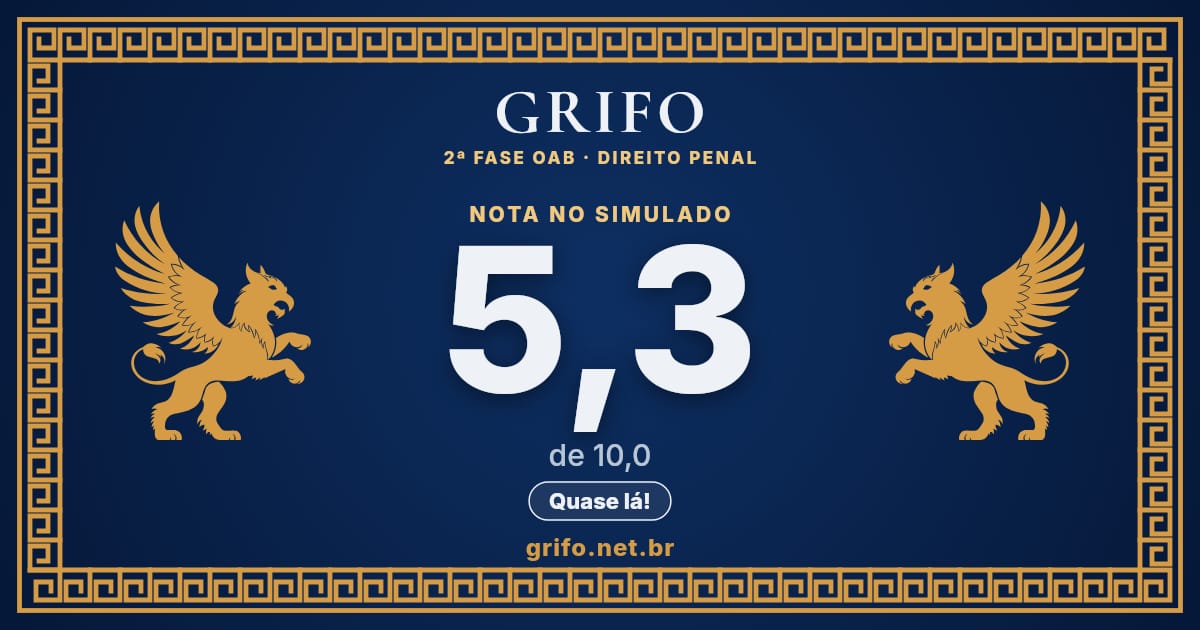 GRIFO
2ª FASE OAB · DIREITO PENAL
NOTA NO SIMULADO
5,3
de 10,0
Quase lá!
grifo.net.br